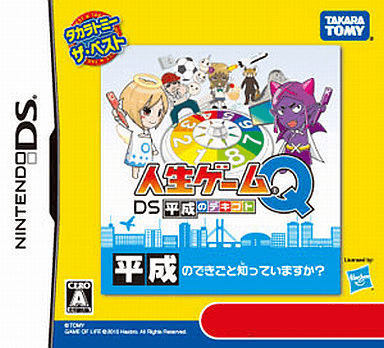 タカラトミー
ザ・ベスト
TAKARA
TOMY
NINTENDO DS
人生ゲームQ
DS 平成のデキゴト
平成のできごと知っていますか?
CERO
A
Licensed by:
Hasbro
©TOMY
GAME OF LIFE ©2010 Hasbro. All Rights Reserved.